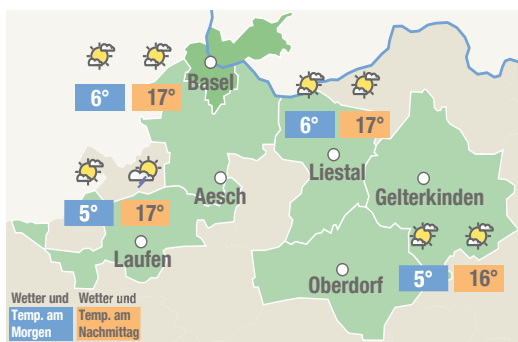 Basel
6° 17°
6° 17°
Liestal
Aesch
Gelterkinden
5° 17°
Laufen
Oberdorf
5° 16°
Wetter und Wetter und
Temp. am Temp. am
Morgen Nachmittag